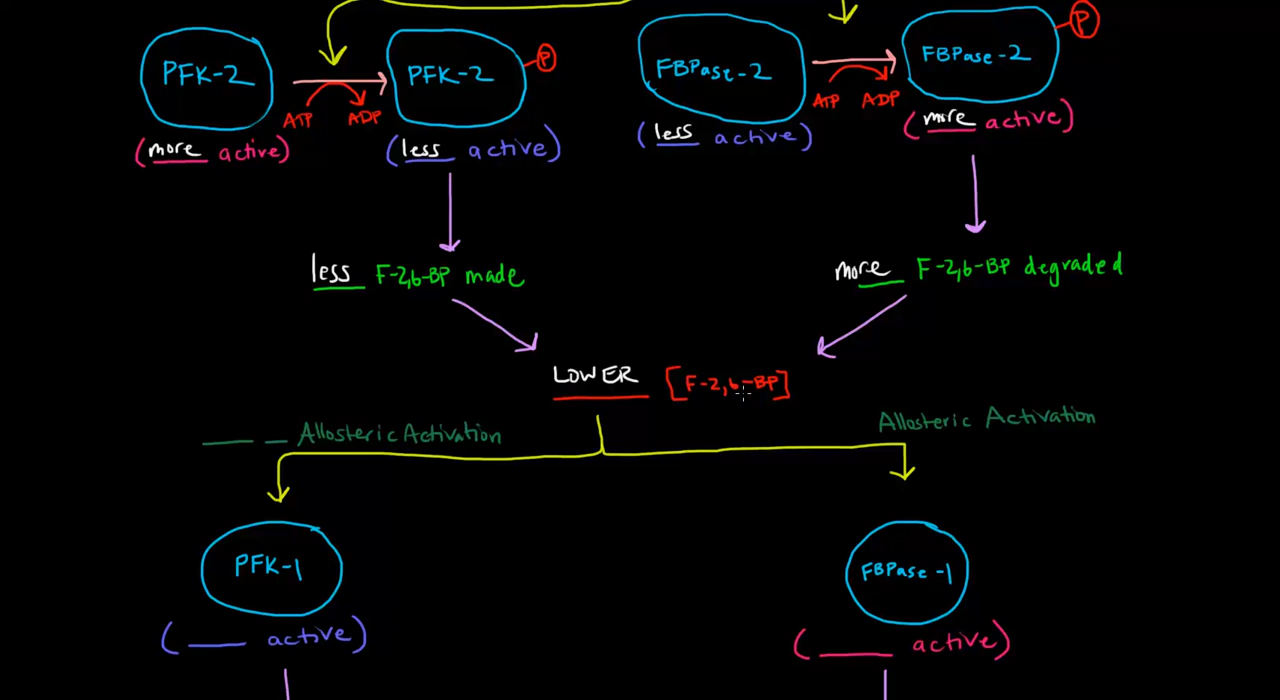 PFK-2
PFK-2
P
FBPase-2
FBPase-2
P
ATP ADP
ATP ADP
(more active)
(less active)
(less active)
(more active)
less F-2,6-BP made
more F-2,6-BP degraded
LOWER [F-2,6-BP]
Allosteric Activation
Allosteric Activation
PFK-1
FBPase-1
(___ active)
(___ active)